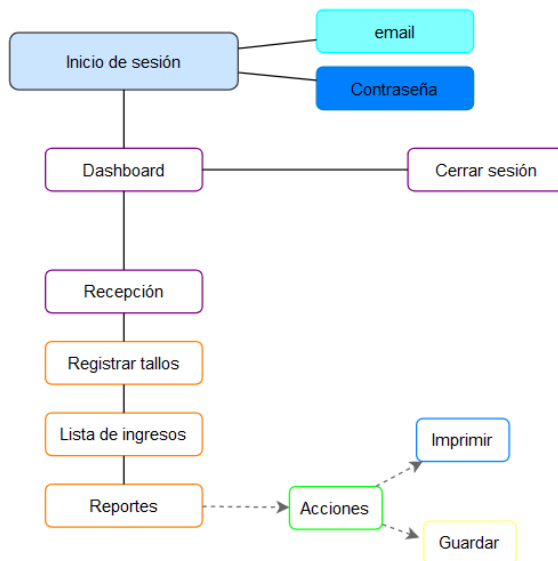 email
Inicio de sesión
Contraseña
Dashboard
Cerrar sesión
Recepción
Registrar tallos
Lista de ingresos
Imprimir
Reportes
Acciones
Guardar